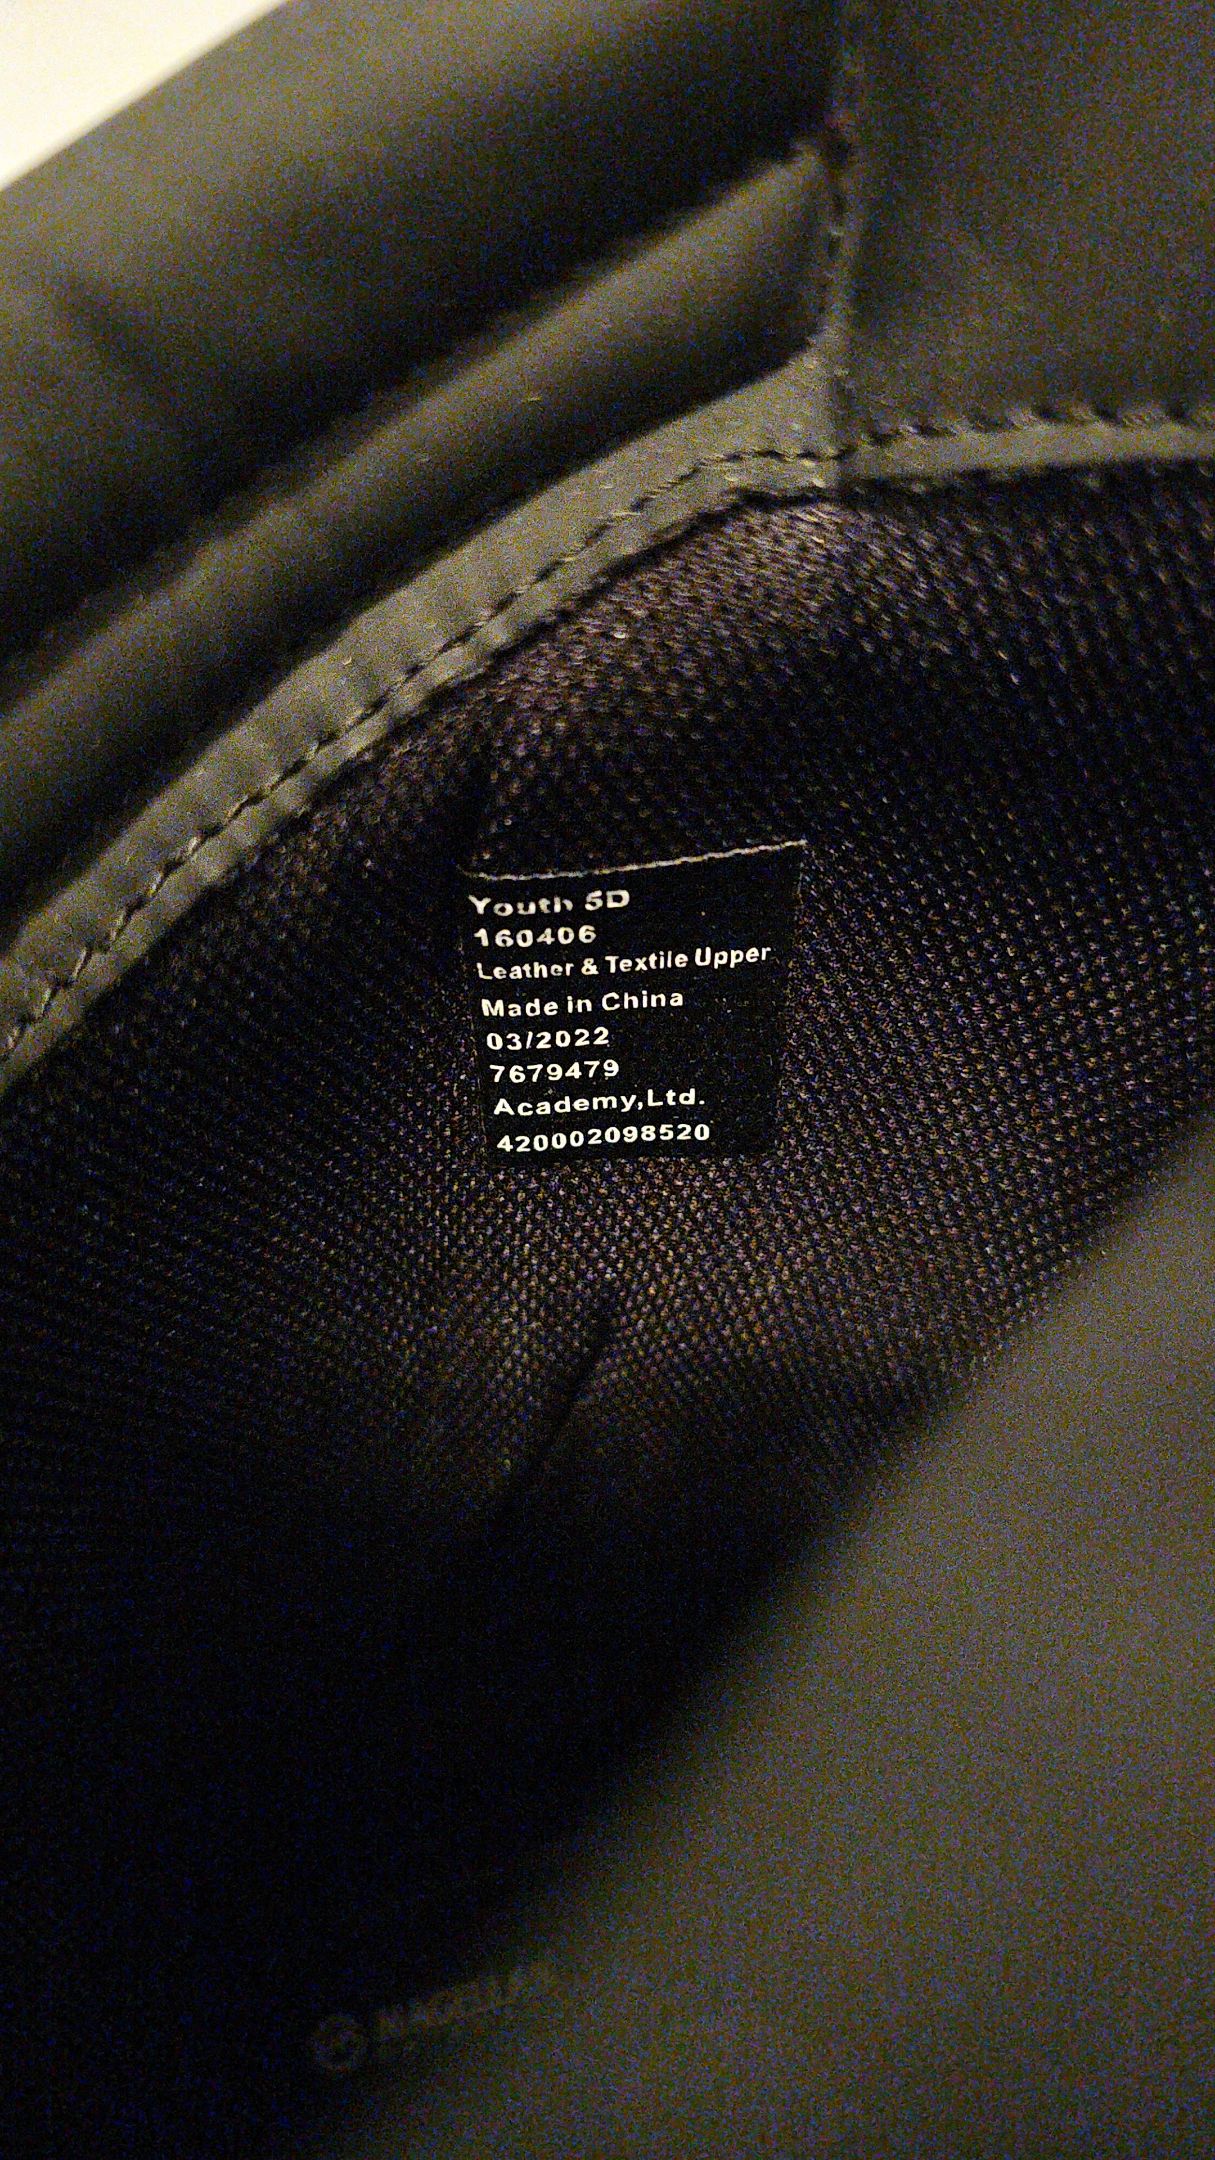 Youth 5D
160406
Leather & Textile Upper
Made in China
03/2022
7679479
Academy,Ltd.
420002098520